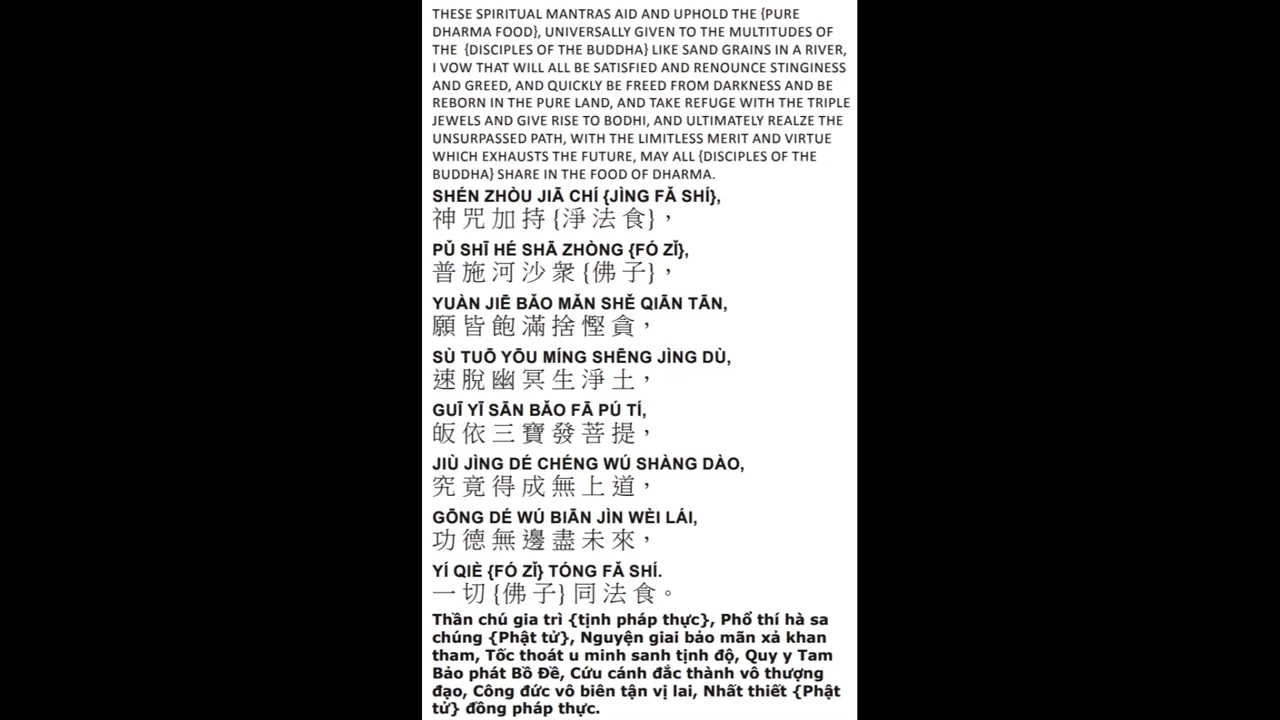 THESE SPIRITUAL MANTRAS AID AND UPHOLD THE {PURE
DHARMA FOOD}, UNIVERSALLY GIVEN TO THE MULTITUDES OF
THE {DISCIPLES OF THE BUDDHA} LIKE SAND GRAINS IN A RIVER,
I VOW THAT WILL ALL BE SATISFIED AND RENOUNCE STINGINESS
AND GREED, AND QUICKLY BE FREED FROM DARKNESS AND BE
REBORN IN THE PURE LAND, AND TAKE REFUGE WITH THE TRIPLE
JEWELS AND GIVE RISE TO BODHI, AND ULTIMATELY REALZE THE
UNSURPASSED PATH, WITH THE LIMITLESS MERIT AND VIRTUE
WHICH EXHAUSTS THE FUTURE, MAY ALL {DISCIPLES OF THE
BUDDHA} SHARE IN THE FOOD OF DHARMA.
SHÉN ZHÒU JIĀ CHÍ {JÌNG FǍ SHÍ},
神咒加持{淨法食}，
PǓ SHĪ HÉ SHĀ ZHÒNG {FÓ ZǏ},
普施河沙衆{佛子}，
YUÀN JIĒ BǍO MǍN SHĚ QIĀN TĀN,
願皆飽滿捨慳貪，
SÙ TUŌ YŌU MÍNG SHĒNG JÌNG DÙ,
速脫幽冥生淨土，
GUĪ YĪ SĀN BǍO FĀ PÚ TÍ,
皈依三寶發菩提，
JIÙ JÌNG DÉ CHÉNG WÚ SHÀNG DÀO,
究竟得成無上道，
GŌNG DÉ WÚ BIĀN JÌN WÈI LÁI,
功德無邊盡未來，
YÍ QIÈ {FÓ ZǏ} TÓNG FǍ SHÍ.
一切{佛子}同法食。
Thần chú gia trì {tịnh pháp thực}, Phổ thí hà sa
chúng {Phật tử}, Nguyện giai bảo mãn xả khan
tham, Tốc thoát u minh sanh tịnh độ, Quy y Tam
Bảo phát Bồ Đề, Cứu cánh đắc thành vô thượng
đạo, Công đức vô biên tận vị lai, Nhất thiết {Phật
tử} đồng pháp thực.